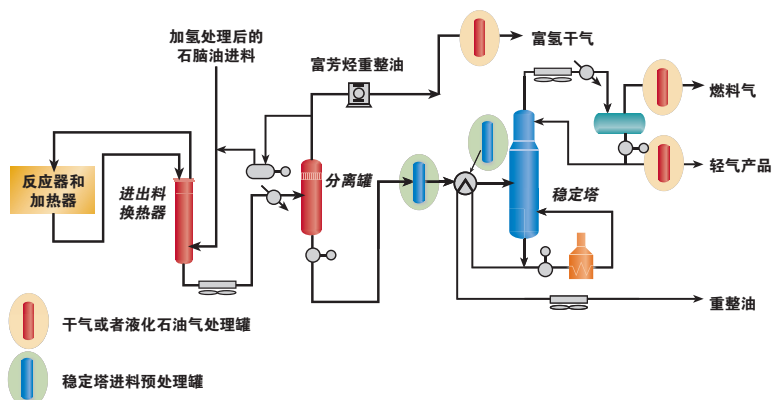 加氢处理后的
石脑油进料
富芳烃重整油
富氢干气
燃料气
轻气产品
反应器和
加热器
进出料
换热器
分离罐
稳定塔
重整油
干气或者液化石油气处理罐
稳定塔进料预处理罐